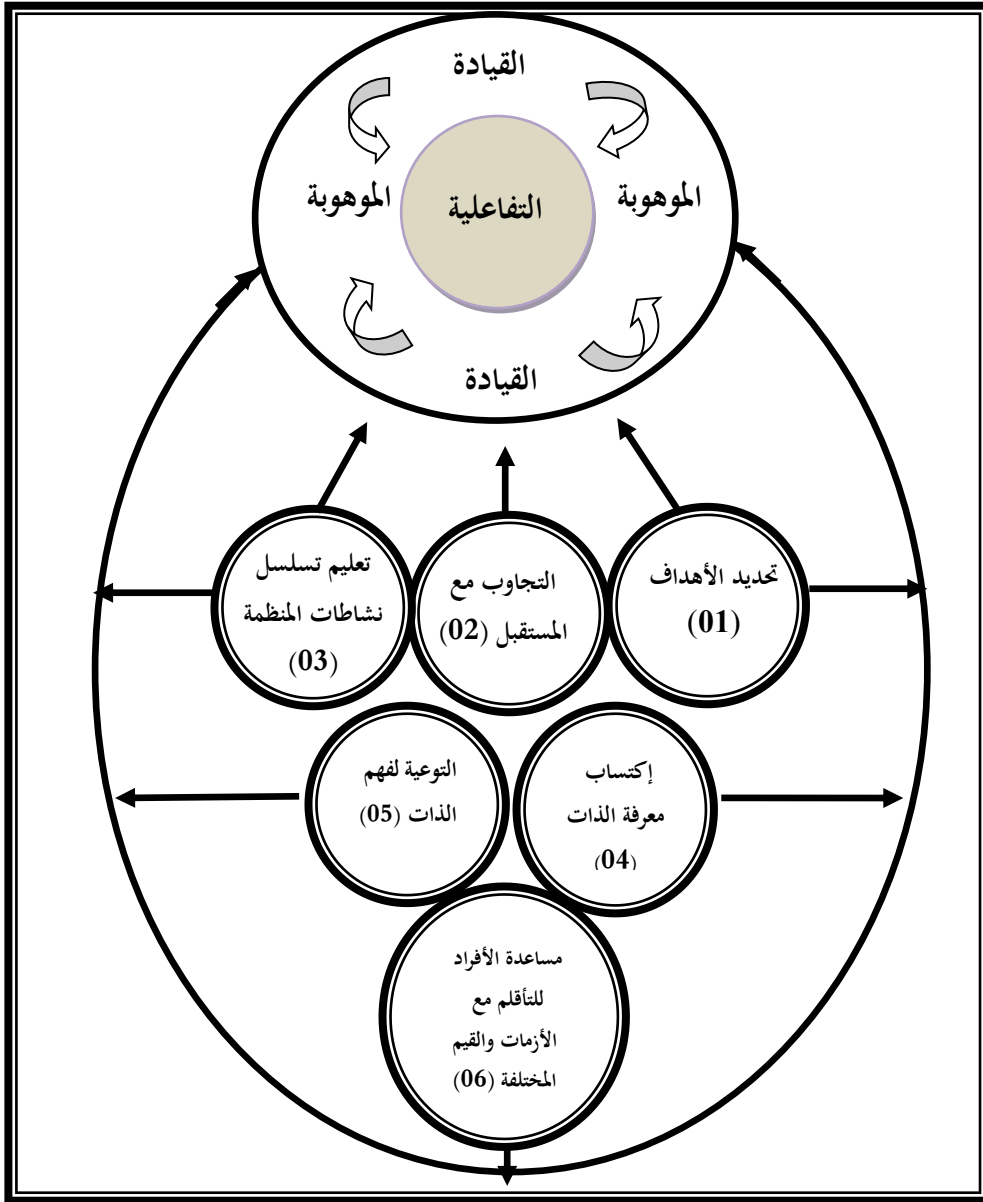 القيادة
الموهوبة
التفاعلية
الموهوبة
القيادة
تحديد الأهداف
(01)
التجاوب مع
المستقبل (02)
تعليم تسلسل
نشاطات المنظمة
(03)
إكتساب
معرفة الذات
(04)
التوعية لفهم
الذات (05)
مساعدة الأفراد
للتأقلم مع
الأزمات والقيم
المختلفة (06)